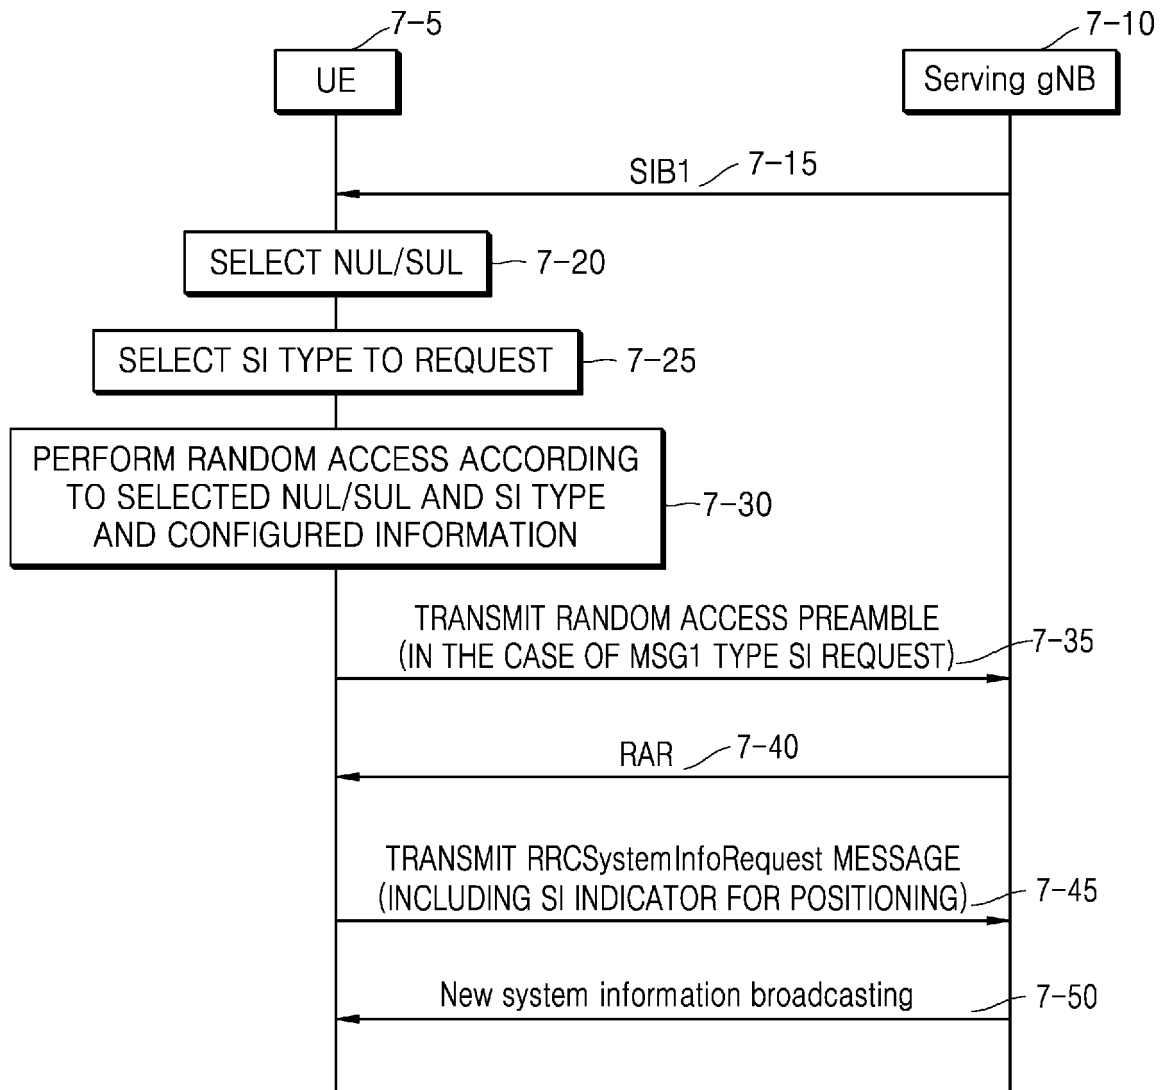 7-5
7-10
UE
Serving gNB
SIB1
7-15
SELECT NUL/SUL
7-20
SELECT SI TYPE TO REQUEST
7-25
PERFORM RANDOM ACCESS ACCORDING
TO SELECTED NUL/SUL AND SI TYPE
AND CONFIGURED INFORMATION
7-30
TRANSMIT RANDOM ACCESS PREAMBLE
(IN THE CASE OF MSG1 TYPE SI REQUEST)
7-35
RAR
7-40
TRANSMIT RRCSystemInfoRequest MESSAGE
(INCLUDING SI INDICATOR FOR POSITIONING)
7-45
New system information broadcasting
7-50